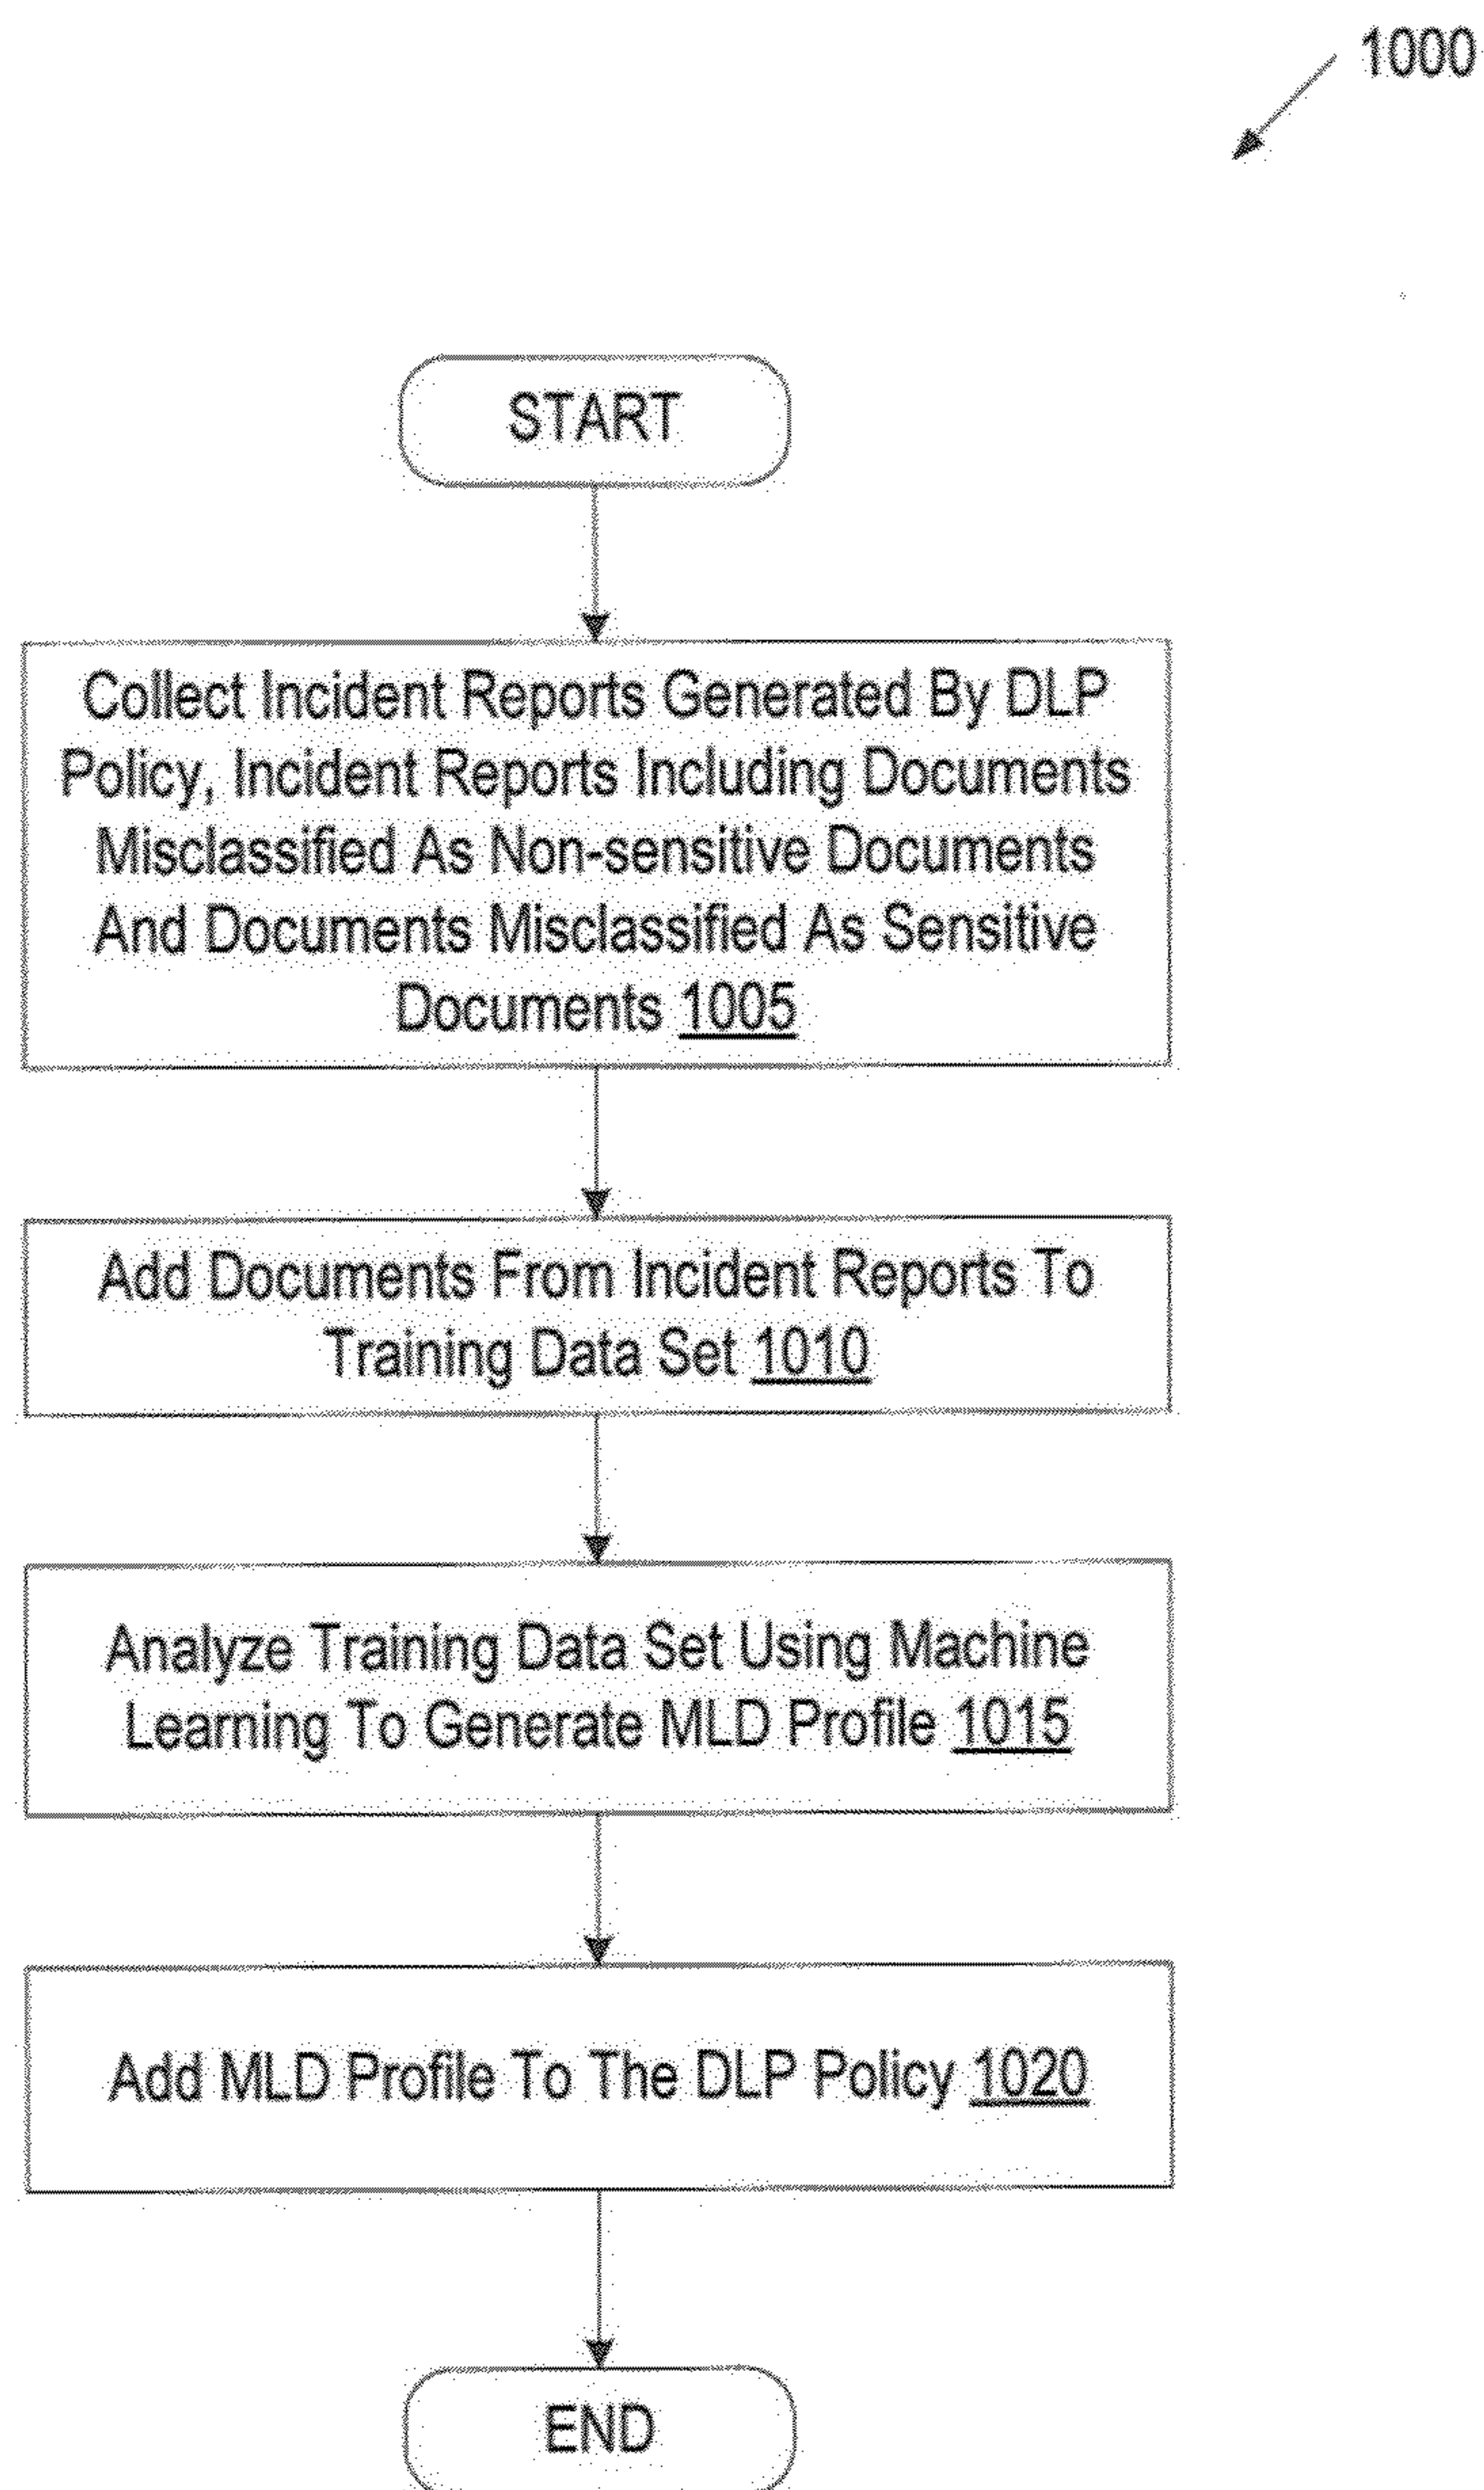 1000
START
Collect Incident Reports Generated By DLP
Policy, Incident Reports Including Documents
Misclassified As Non-sensitive Documents
And Documents Misclassified As Sensitive
Documents 1005
Add Documents From Incident Reports To
Training Data Set 1010
Analyze Training Data Set Using Machine
Learning To Generate MLD Profile 1015
Add MLD Profile To The DLP Policy 1020
END